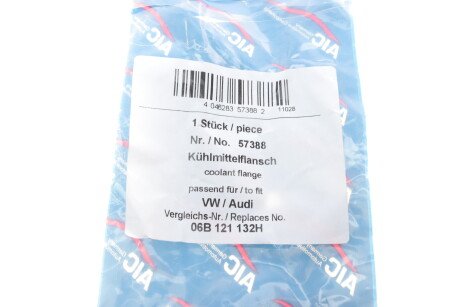 AIC
AIC
4 046283 57388 2 11028
1 Stück / piece
Nr. / No. 57388
Kühlmittelflansch
coolant flange
passend für / to fit
VW / Audi
Vergleichs-Nr. / Replaces No.
06B 121 132H
AIC
AIC